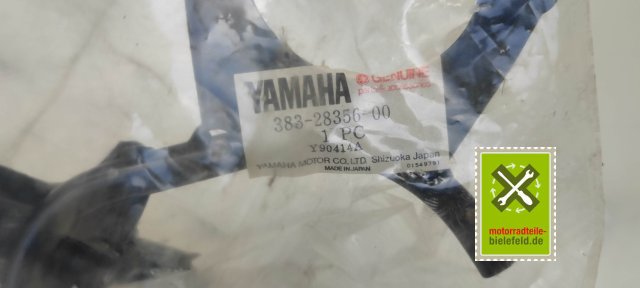 YAMAHA GENUINE
383-28356-00
1 PC
Y90414A
YAMAHA MOTOR CO., LTD. Shizuoka Japan
MADE IN JAPAN
motorradteile-
bielefeld.de